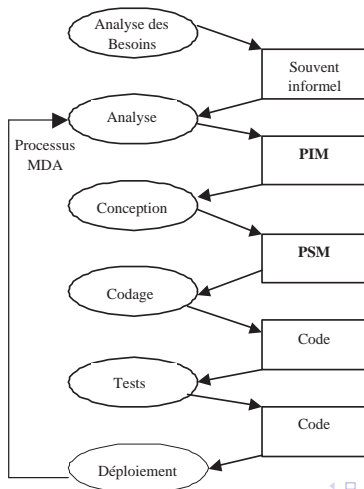 Analyse des
Besoins
Souvent
informel
Analyse
Processus
MDA
PIM
Conception
PSM
Codage
Code
Tests
Code
Déploiement